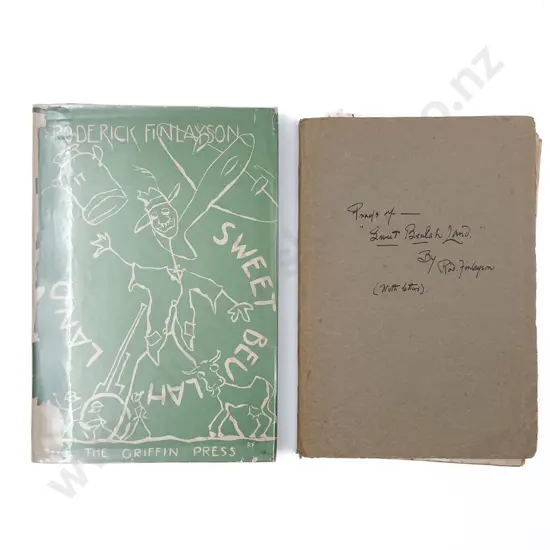 RODERICK FINLAYSON
SWEET
BEULAH
LAND
THE GRIFFIN PRESS
Proofs of —
"Sweet Beulah Land."
By
Rod. Finlayson
(With letters).